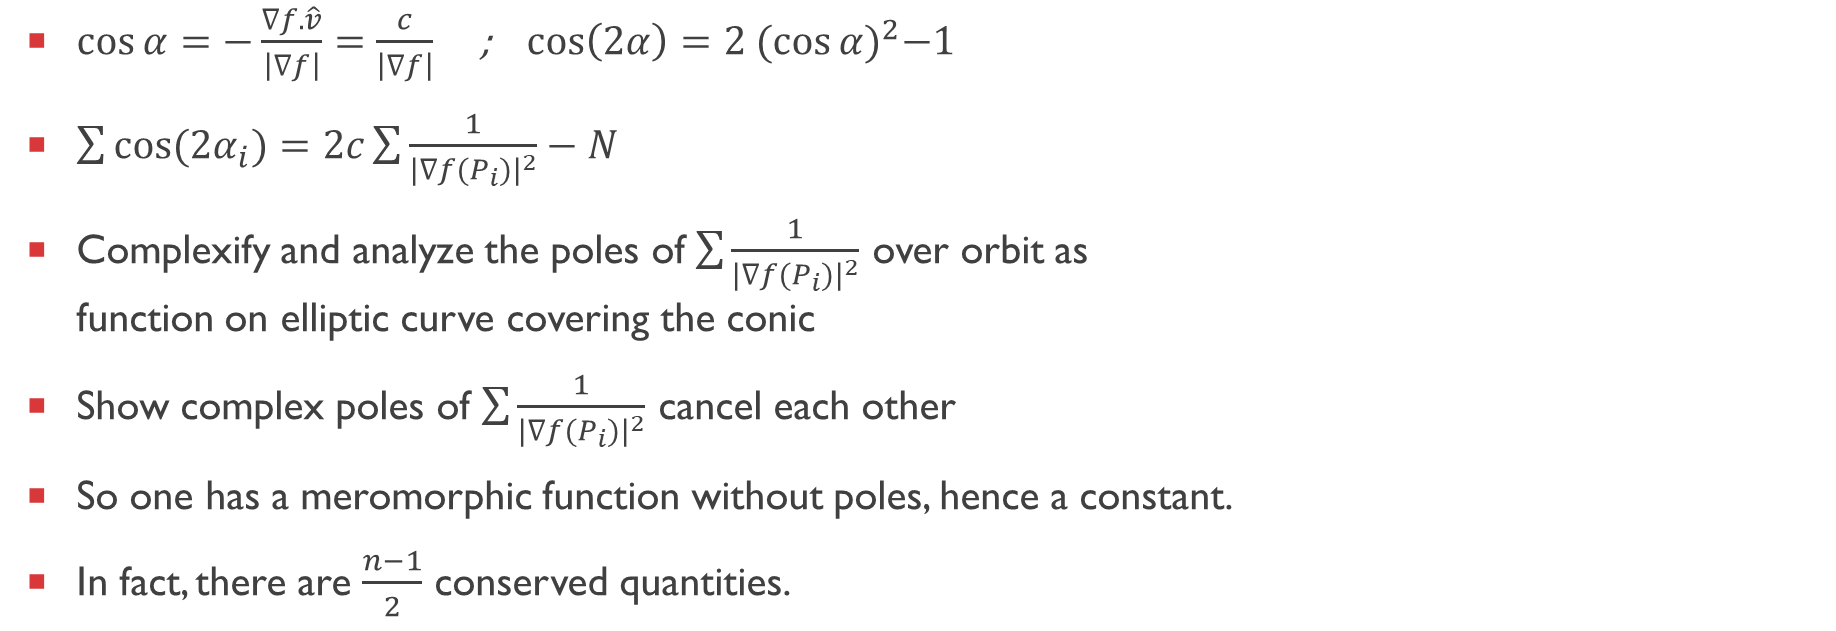 ▪ cos α = − ∇f.v̂/|∇f| = c/|∇f| ; cos(2α) = 2 (cos α)²−1
▪ ∑ cos(2αᵢ) = 2c ∑ 1/|∇f(Pᵢ)|² − N
▪ Complexify and analyze the poles of ∑ 1/|∇f(Pᵢ)|² over orbit as
function on elliptic curve covering the conic
▪ Show complex poles of ∑ 1/|∇f(Pᵢ)|² cancel each other
▪ So one has a meromorphic function without poles, hence a constant.
▪ In fact, there are n−1/2 conserved quantities.